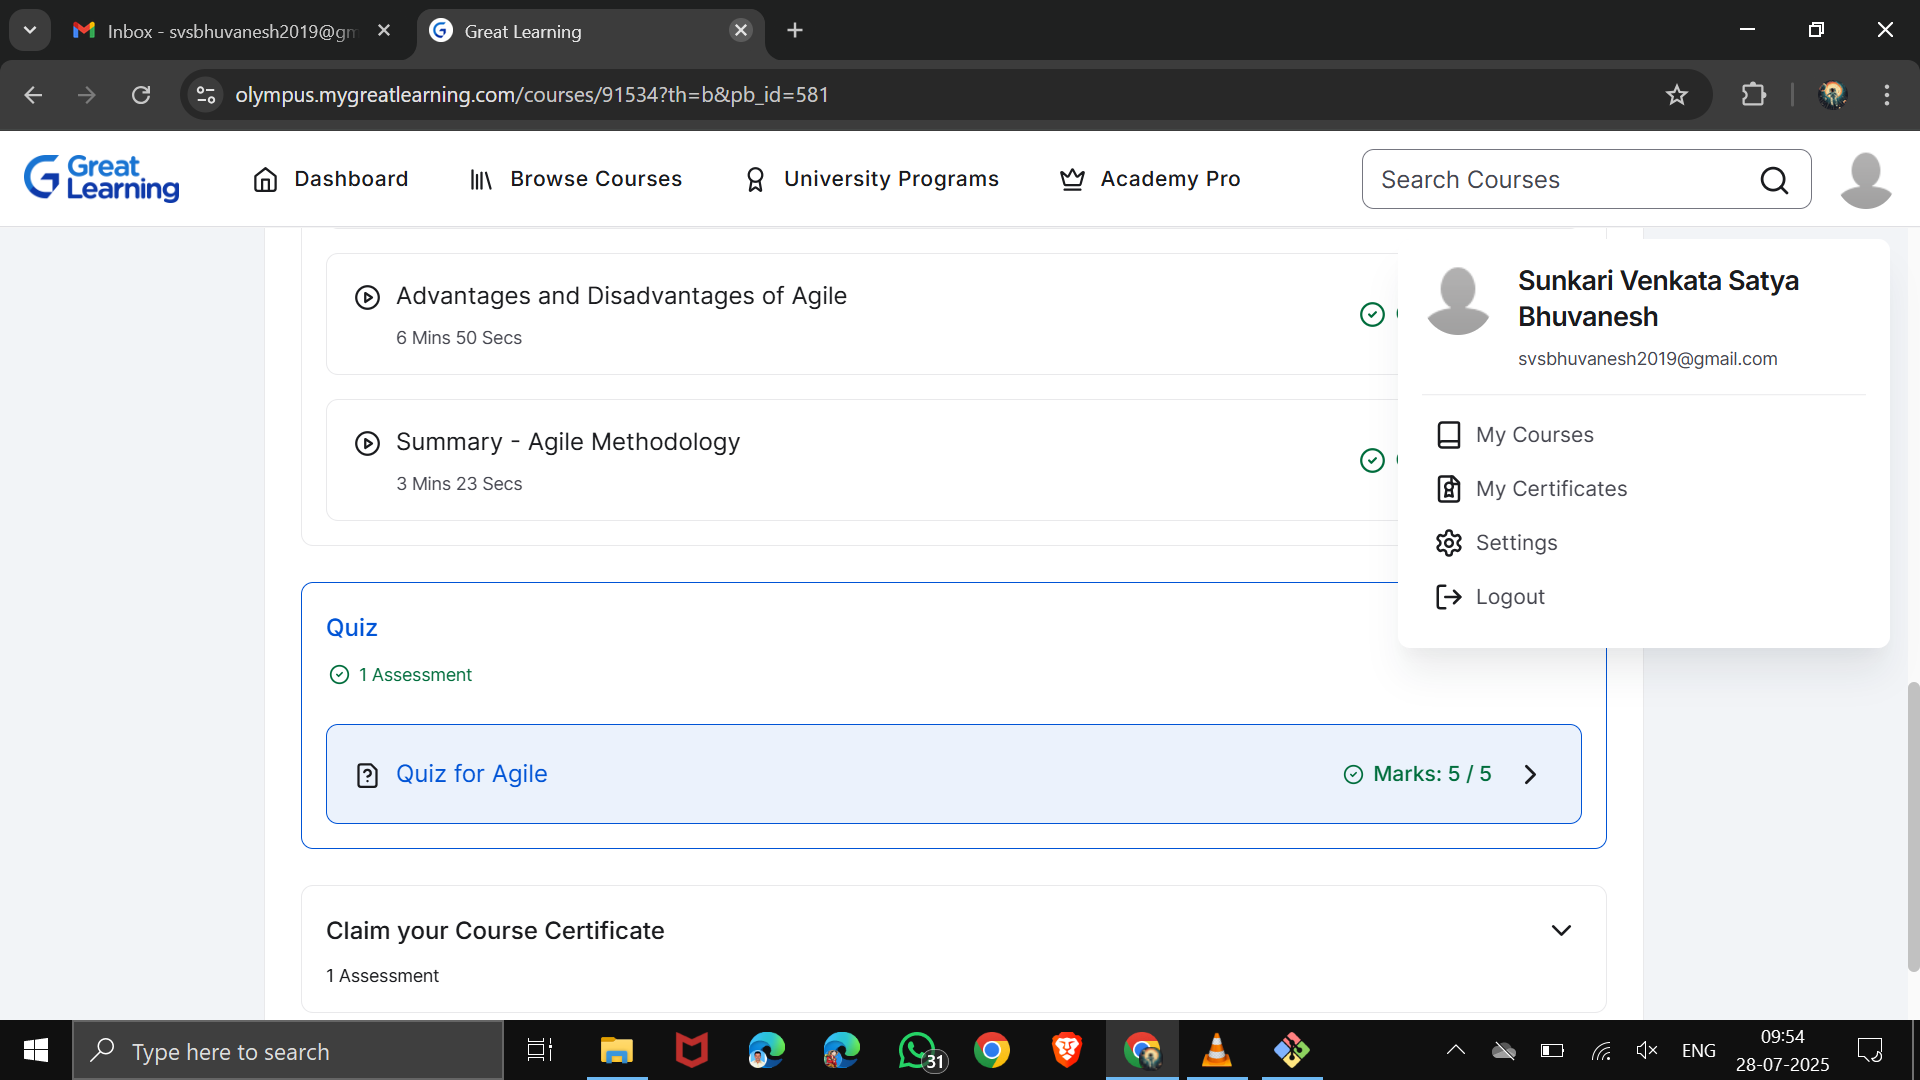 Inbox - svsbhuvanesh2019@gm
Great Learning
olympus.mygreatlearning.com/courses/91534?th=b&pb_id=581
Great Learning
Dashboard
Browse Courses
University Programs
Academy Pro
Search Courses
Advantages and Disadvantages of Agile
6 Mins 50 Secs
Summary - Agile Methodology
3 Mins 23 Secs
Sunkari Venkata Satya
Bhuvanesh
svsbhuvanesh2019@gmail.com
My Courses
My Certificates
Settings
Logout
Quiz
1 Assessment
Quiz for Agile
Marks: 5 / 5
Claim your Course Certificate
1 Assessment
Type here to search
31
ENG
09:54
28-07-2025